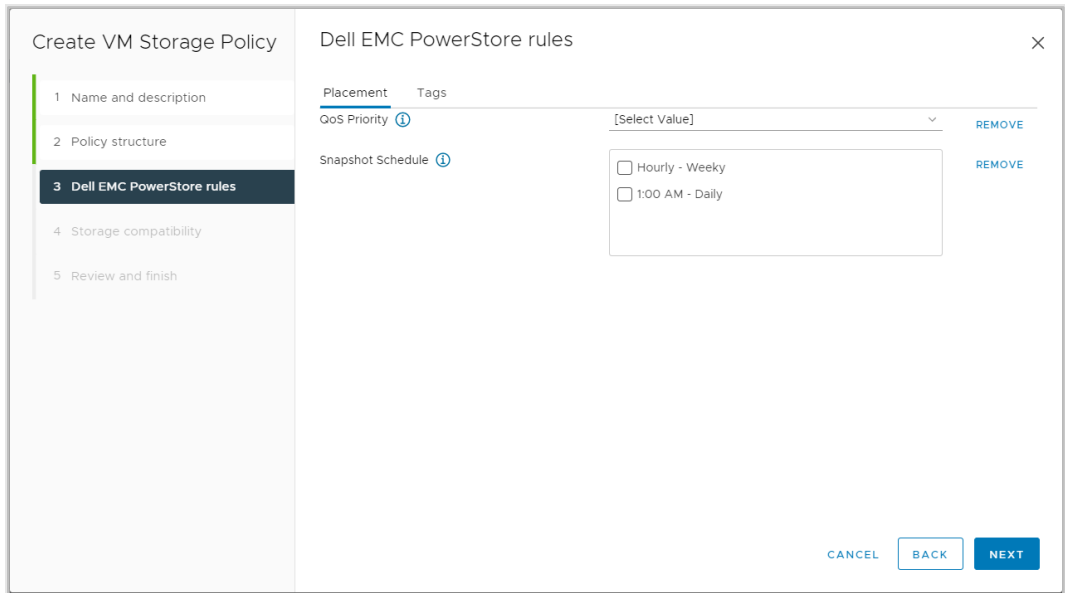 Create VM Storage Policy
1 Name and description
2 Policy structure
3 Dell EMC PowerStore rules
4 Storage compatibility
5 Review and finish
Dell EMC PowerStore rules
Placement Tags
QoS Priority [Select Value] REMOVE
Snapshot Schedule REMOVE
Hourly - Weeky
1:00 AM - Daily
CANCEL BACK NEXT